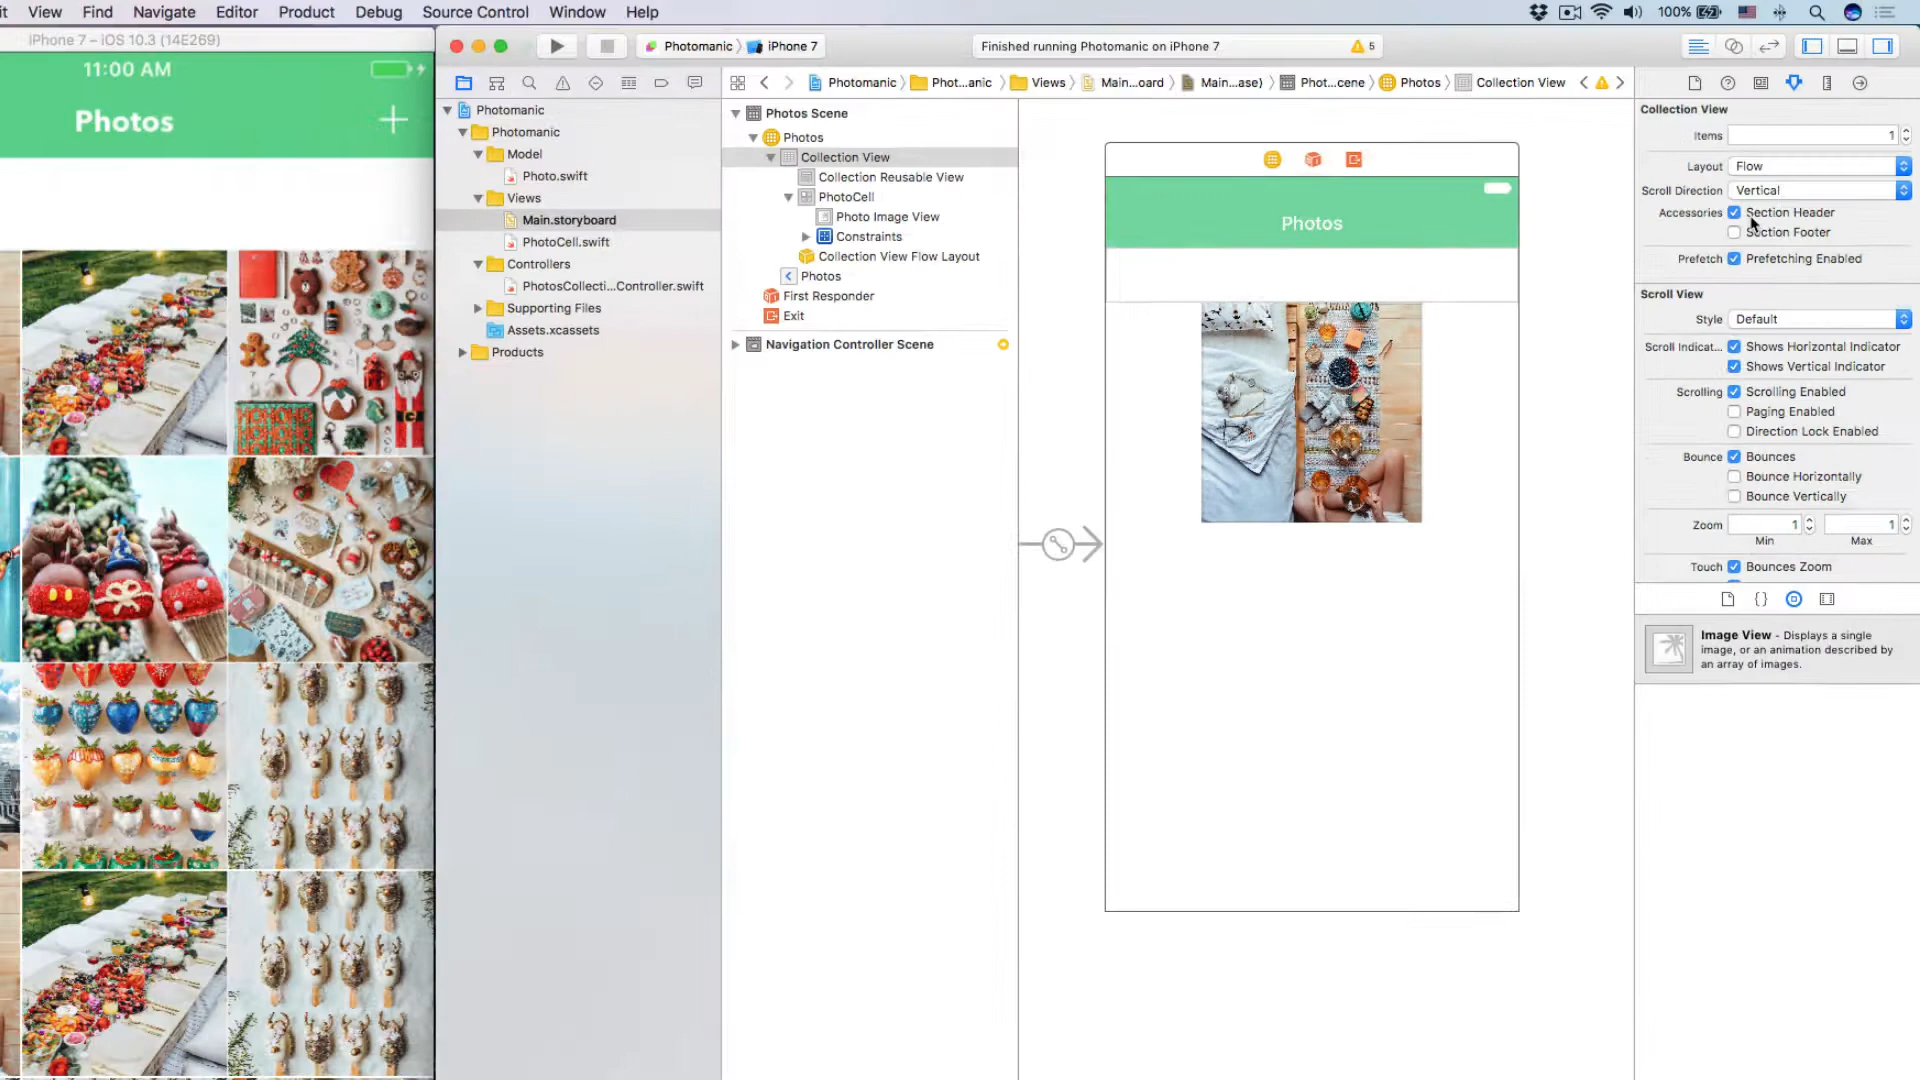 View Find Navigate Editor Product Debug Source Control Window Help 100%
iPhone 7 – iOS 10.3 (14E269)
11:00 AM
Photos
Photomanic iPhone 7
Finished running Photomanic on iPhone 7
5
Photomanic Phot...anic Views Main...oard Main...ase) Phot...cene Photos Collection View
Photomanic
Photomanic
Model
Photo.swift
Views
Main.storyboard
PhotoCell.swift
Controllers
PhotosCollecti...Controller.swift
Supporting Files
Assets.xcassets
Products
Photos Scene
Photos
Collection View
Collection Reusable View
PhotoCell
Photo Image View
Constraints
Collection View Flow Layout
Photos
First Responder
Exit
Navigation Controller Scene
Photos
Collection View
Items 1
Layout Flow
Scroll Direction Vertical
Accessories Section Header
Section Footer
Prefetch Prefetching Enabled
Scroll View
Style Default
Scroll Indicat... Shows Horizontal Indicator
Shows Vertical Indicator
Scrolling Scrolling Enabled
Paging Enabled
Direction Lock Enabled
Bounce Bounces
Bounce Horizontally
Bounce Vertically
Zoom 1 1
Min Max
Touch Bounces Zoom
{}
Image View - Displays a single
image, or an animation described by
an array of images.